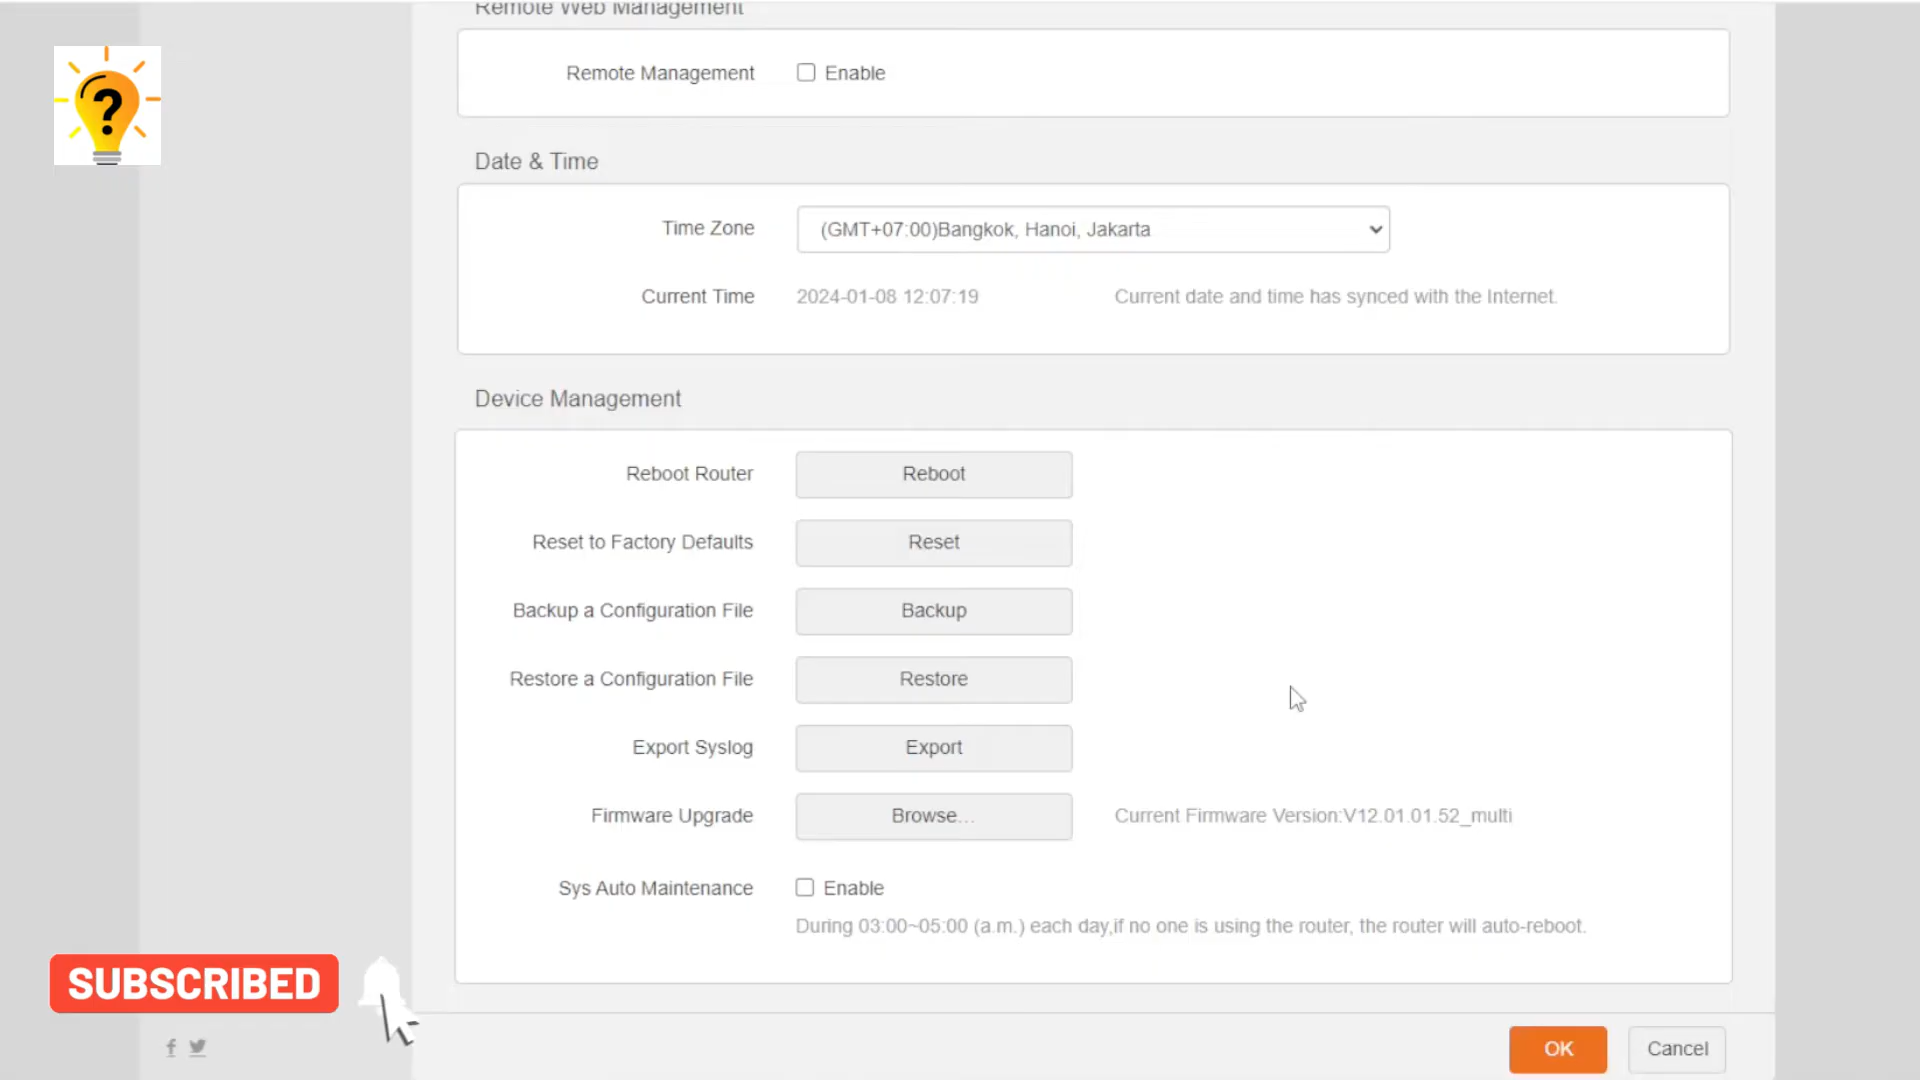 Remote Web Management
Remote Management Enable
?
Date & Time
Time Zone (GMT+07:00)Bangkok, Hanoi, Jakarta
Current Time 2024-01-08 12:07:19 Current date and time has synced with the Internet.
Device Management
Reboot Router Reboot
Reset to Factory Defaults Reset
Backup a Configuration File Backup
Restore a Configuration File Restore
Export Syslog Export
Firmware Upgrade Browse... Current Firmware Version:V12.01.01.52_multi
Sys Auto Maintenance Enable
During 03:00~05:00 (a.m.) each day,if no one is using the router, the router will auto-reboot.
SUBSCRIBED
OK Cancel